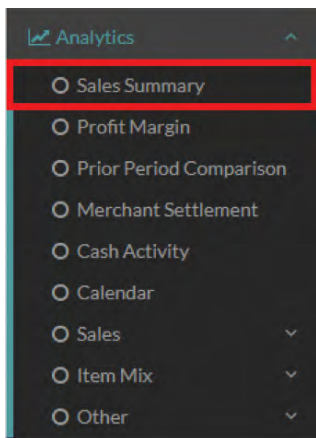 Analytics
Sales Summary
Profit Margin
Prior Period Comparison
Merchant Settlement
Cash Activity
Calendar
Sales
Item Mix
Other